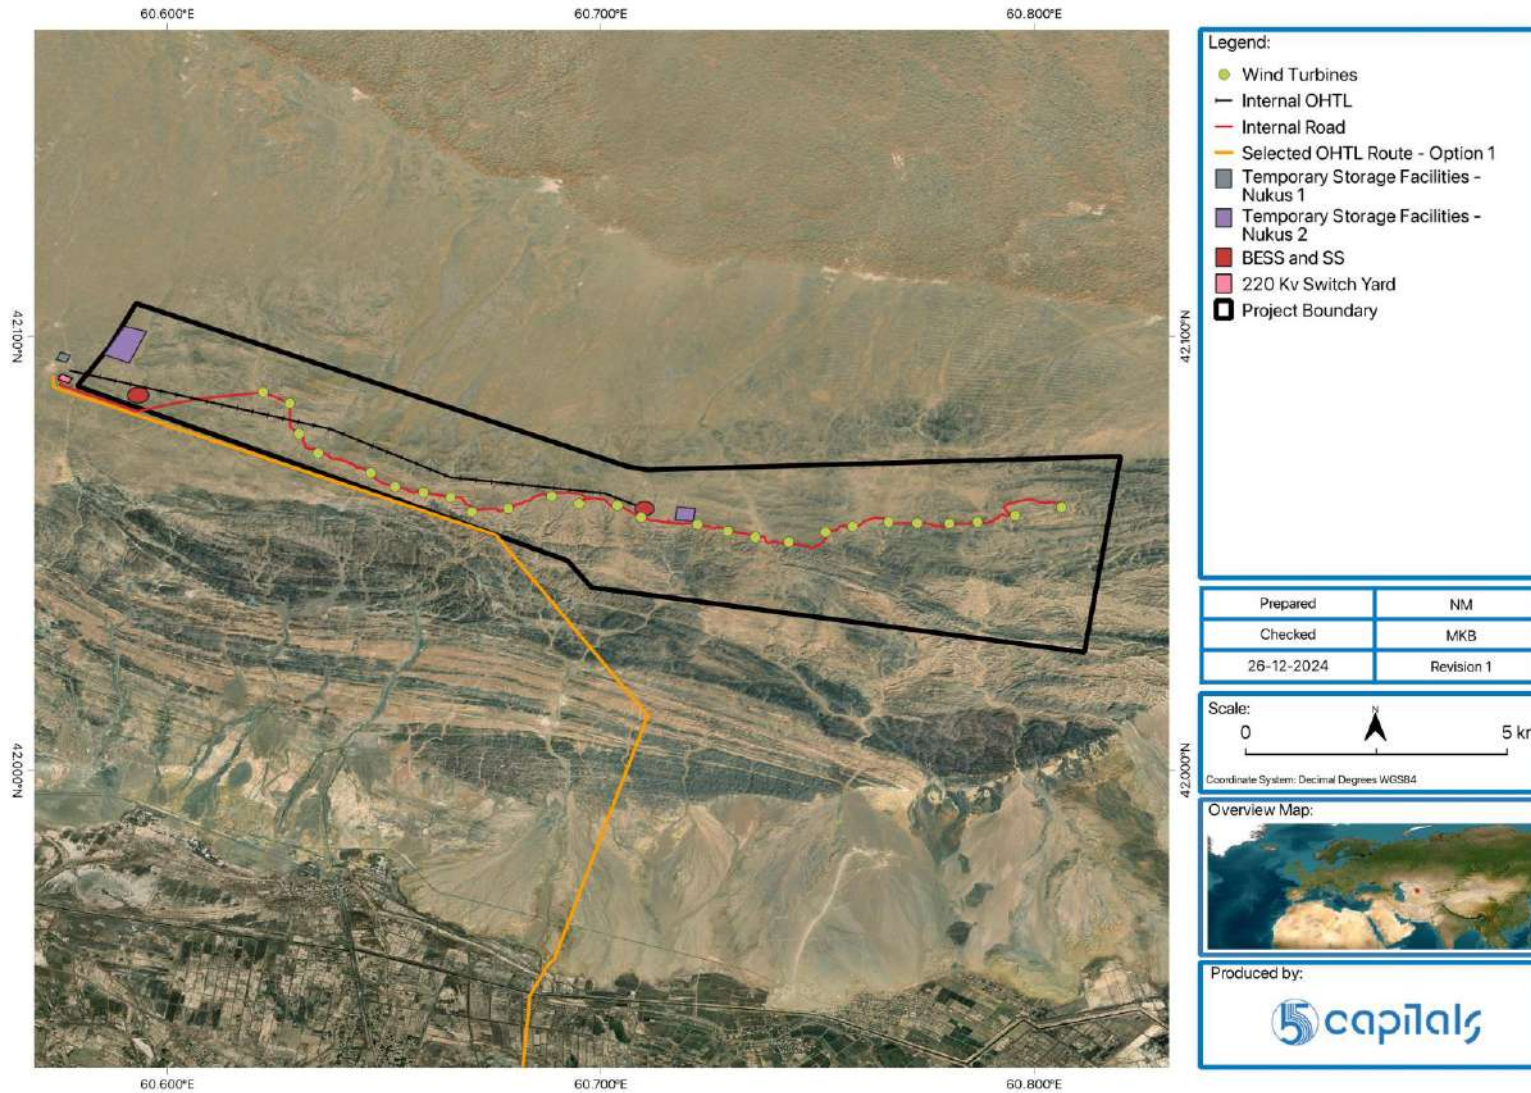 60.600°E
60.700°E
60.800°E
42.100°N
42.100°N
42.000°N
42.000°N
60.600°E
60.700°E
60.800°E
Legend:
Wind Turbines
Internal OHTL
Internal Road
Selected OHTL Route - Option 1
Temporary Storage Facilities -
Nukus 1
Temporary Storage Facilities -
Nukus 2
BESS and SS
220 Kv Switch Yard
Project Boundary
Prepared NM
Checked MKB
26-12-2024 Revision 1
Scale:
N
0 5 km
Coordinate System: Decimal Degrees WGS84
Overview Map:
Produced by:
5 capitals